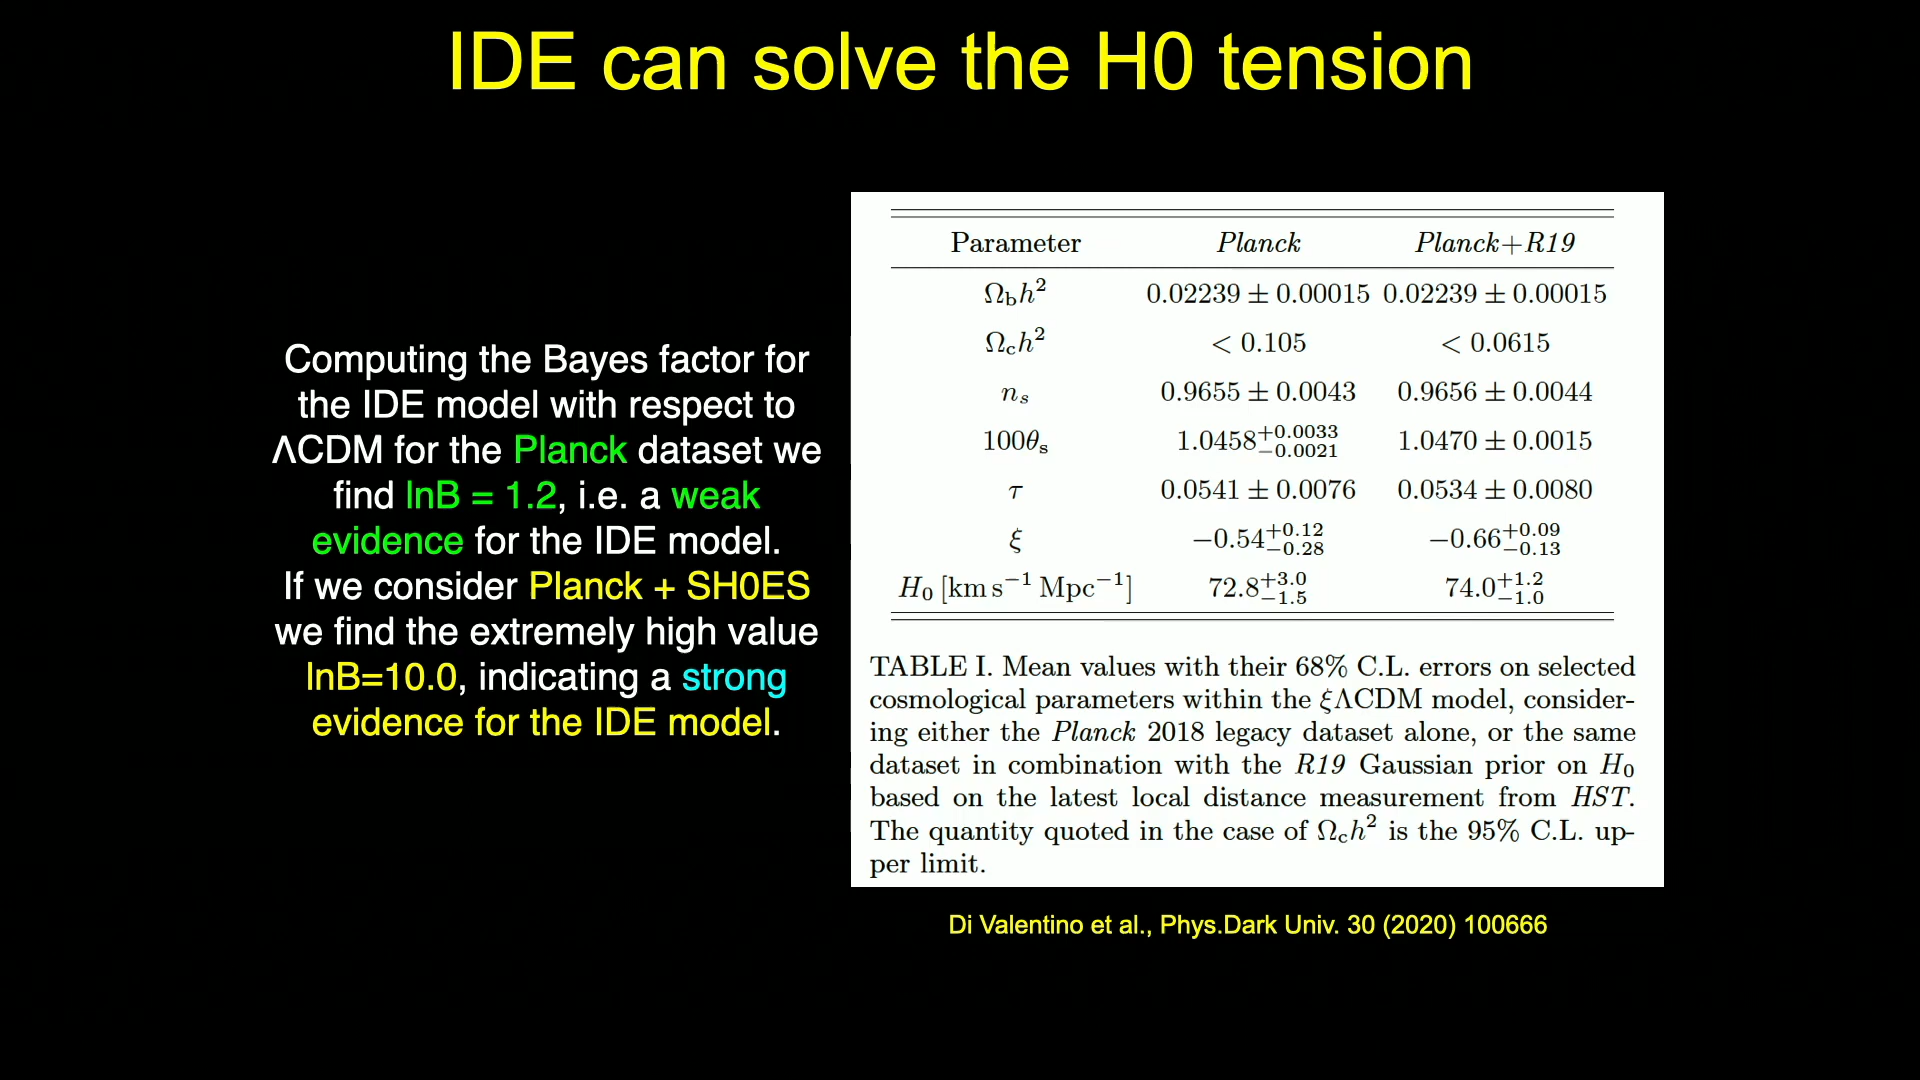 IDE can solve the H0 tension
Computing the Bayes factor for
the IDE model with respect to
ΛCDM for the Planck dataset we
find lnB = 1.2, i.e. a weak
evidence for the IDE model.
If we consider Planck + SH0ES
we find the extremely high value
lnB=10.0, indicating a strong
evidence for the IDE model.
Parameter Planck Planck+R19
Ω_b h² 0.02239 ± 0.00015 0.02239 ± 0.00015
Ω_c h² < 0.105 < 0.0615
n_s 0.9655 ± 0.0043 0.9656 ± 0.0044
100θ_s 1.0458^{+0.0033}_{−0.0021} 1.0470 ± 0.0015
τ 0.0541 ± 0.0076 0.0534 ± 0.0080
ξ −0.54^{+0.12}_{−0.28} −0.66^{+0.09}_{−0.13}
H_0 [km s⁻¹ Mpc⁻¹] 72.8^{+3.0}_{−1.5} 74.0^{+1.2}_{−1.0}
TABLE I. Mean values with their 68% C.L. errors on selected
cosmological parameters within the ξΛCDM model, consider-
ing either the Planck 2018 legacy dataset alone, or the same
dataset in combination with the R19 Gaussian prior on H_0
based on the latest local distance measurement from HST.
The quantity quoted in the case of Ω_c h² is the 95% C.L. up-
per limit.
Di Valentino et al., Phys.Dark Univ. 30 (2020) 100666